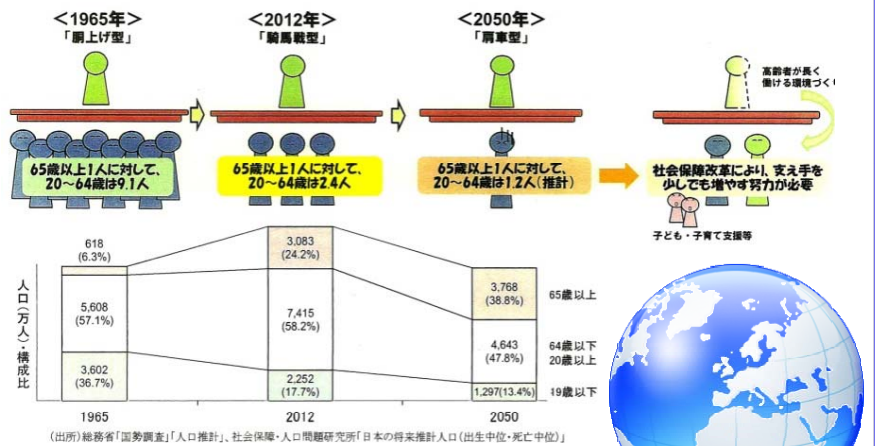 ＜1965年＞
「胴上げ型」
＜2012年＞
「騎馬戦型」
＜2050年＞
「肩車型」
高齢者が長く
働ける環境づくり
65歳以上1人に対して、
20～64歳は9.1人
65歳以上1人に対して、
20～64歳は2.4人
65歳以上1人に対して、
20～64歳は1.2人(推計)
社会保障改革により、支え手を
少しでも増やす努力が必要
子ども・子育て支援等
人口(万人)・構成比
618
(6.3%)
5,608
(57.1%)
3,602
(36.7%)
1965
3,083
(24.2%)
7,415
(58.2%)
2,252
(17.7%)
2012
3,768
(38.8%)
4,643
(47.8%)
1,297(13.4%)
2050
65歳以上
64歳以下
20歳以上
19歳以下
(出所)総務省「国勢調査」「人口推計」、社会保障・人口問題研究所「日本の将来推計人口(出生中位・死亡中位)」